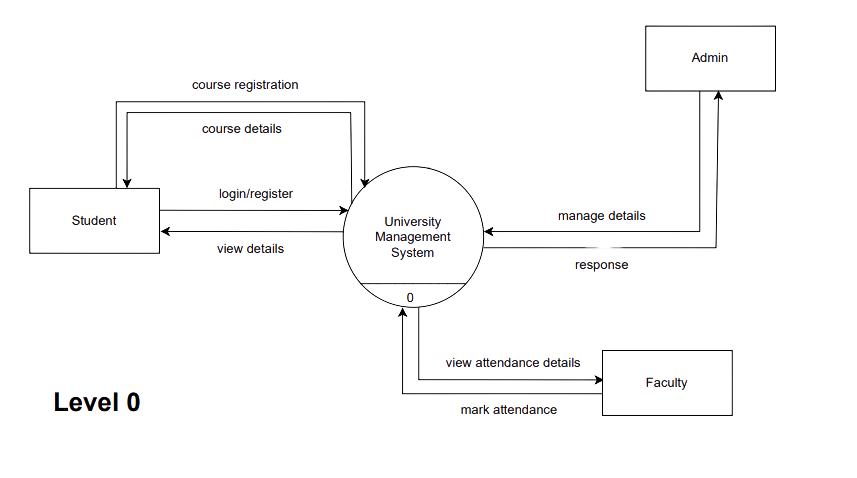 Admin
course registration
course details
login/register
Student
view details
University
Management
System
0
manage details
response
view attendance details
Faculty
mark attendance
Level 0